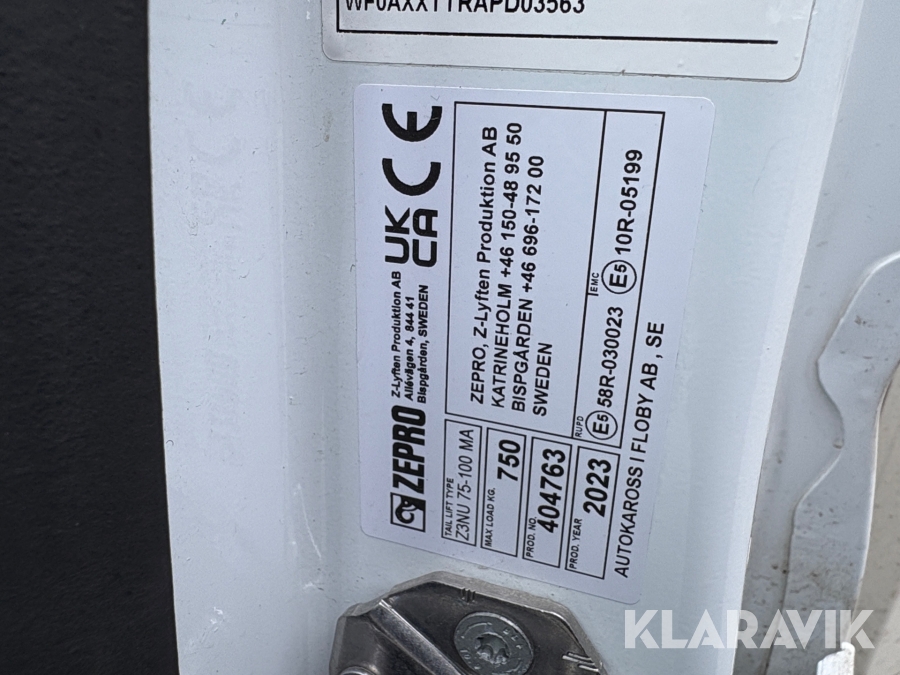 WF0AXXTTRAPD03563
ZEPRO
Z-Lyften Produktion AB
Allévägen 4, 844 41
Bispgården, SWEDEN
UK
CA
CE
TAIL LIFT TYPE
Z3NU 75-100 MA
MAX LOAD KG.
750
PROD. NO.
404763
PROD. YEAR
2023
ZEPRO, Z-Lyften Produktion AB
KATRINEHOLM +46 150-48 95 50
BISPGÅRDEN +46 696-172 00
SWEDEN
RUPD
E5 58R-030023
EMC
E5 10R-05199
AUTOKAROSS I FLOBY AB , SE
KLARAVIK